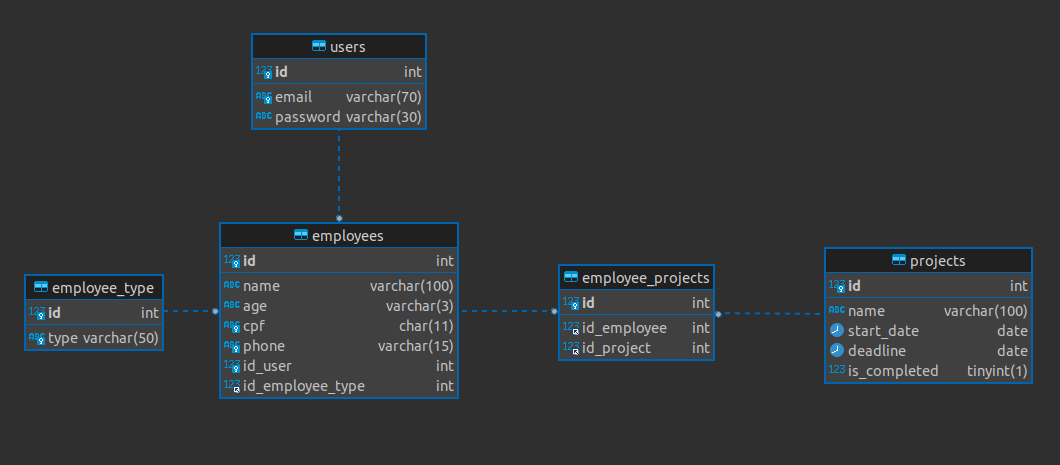 users
123 id int
ABC email varchar(70)
ABC password varchar(30)
employees
123 id int
ABC name varchar(100)
ABC age varchar(3)
ABC cpf char(11)
ABC phone varchar(15)
123 id_user int
123 id_employee_type int
employee_type
123 id int
ABC type varchar(50)
employee_projects
123 id int
123 id_employee int
123 id_project int
projects
123 id int
ABC name varchar(100)
start_date date
deadline date
123 is_completed tinyint(1)